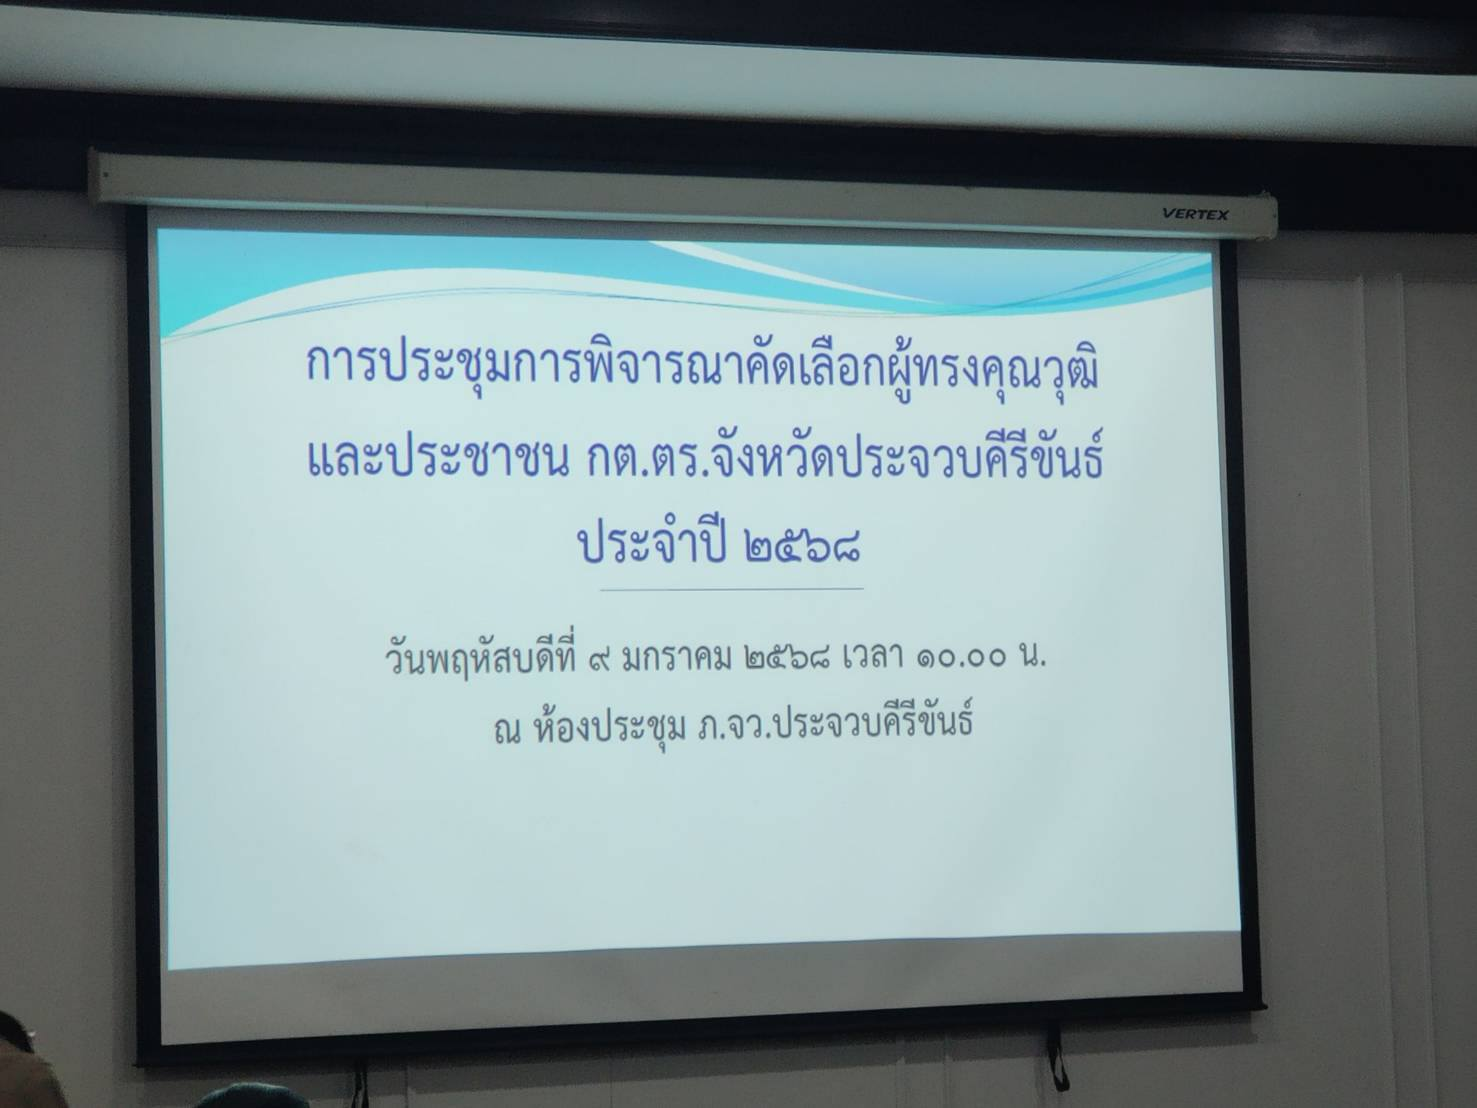 VERTEX
การประชุมการพิจารณาคัดเลือกผู้ทรงคุณวุฒิ
และประชาชน กต.ตร.จังหวัดประจวบคีรีขันธ์
ประจำปี ๒๕๖๘
วันพฤหัสบดีที่ ๙ มกราคม ๒๕๖๘ เวลา ๑๐.๐๐ น.
ณ ห้องประชุม ภ.จว.ประจวบคีรีขันธ์